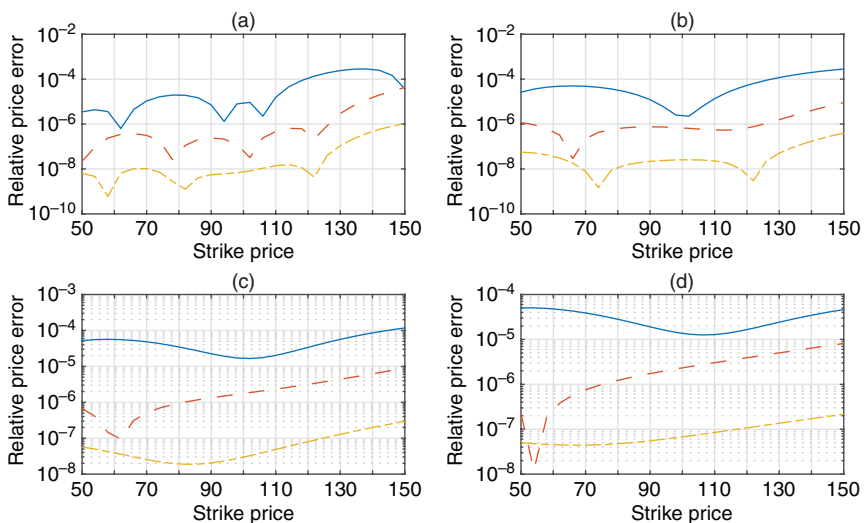 (a)
Relative price error
10⁻²
10⁻⁴
10⁻⁶
10⁻⁸
10⁻¹⁰
50 70 90 110 130 150
Strike price
(b)
Relative price error
10⁻²
10⁻⁴
10⁻⁶
10⁻⁸
10⁻¹⁰
50 70 90 110 130 150
Strike price
(c)
Relative price error
10⁻³
10⁻⁴
10⁻⁵
10⁻⁶
10⁻⁷
10⁻⁸
50 70 90 110 130 150
Strike price
(d)
Relative price error
10⁻⁴
10⁻⁵
10⁻⁶
10⁻⁷
10⁻⁸
50 70 90 110 130 150
Strike price